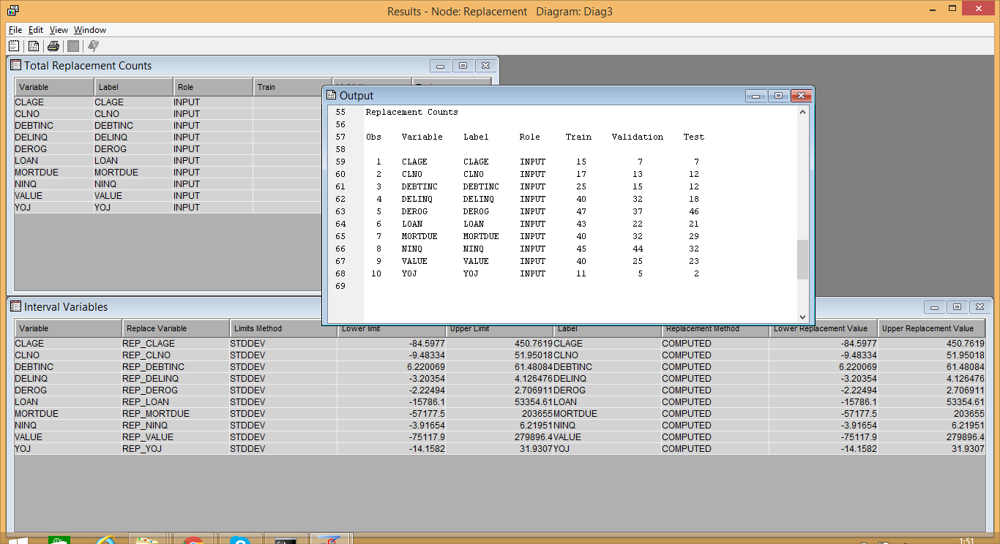 Results - Node: Replacement Diagram: Diag3
File Edit View Window
Total Replacement Counts
Variable Label Role Train
CLAGE CLAGE INPUT
CLNO CLNO INPUT
DEBTINC DEBTINC INPUT
DELINQ DELINQ INPUT
DEROG DEROG INPUT
LOAN LOAN INPUT
MORTDUE MORTDUE INPUT
NINQ NINQ INPUT
VALUE VALUE INPUT
YOJ YOJ INPUT
Output
55 Replacement Counts
56
57 Obs Variable Label Role Train Validation Test
58
59 1 CLAGE CLAGE INPUT 15 7 7
60 2 CLNO CLNO INPUT 17 13 12
61 3 DEBTINC DEBTINC INPUT 25 15 12
62 4 DELINQ DELINQ INPUT 40 32 18
63 5 DEROG DEROG INPUT 47 37 46
64 6 LOAN LOAN INPUT 43 22 21
65 7 MORTDUE MORTDUE INPUT 40 32 29
66 8 NINQ NINQ INPUT 45 44 32
67 9 VALUE VALUE INPUT 40 25 23
68 10 YOJ YOJ INPUT 11 5 2
69
Interval Variables
Variable Replace Variable Limits Method Lower limit Upper Limit Label Replacement Method Lower Replacement Value Upper Replacement Value
CLAGE REP_CLAGE STDDEV -84.5977 450.7619 CLAGE COMPUTED -84.5977 450.7619
CLNO REP_CLNO STDDEV -9.48334 51.95018 CLNO COMPUTED -9.48334 51.95018
DEBTINC REP_DEBTINC STDDEV 6.220069 61.48084 DEBTINC COMPUTED 6.220069 61.48084
DELINQ REP_DELINQ STDDEV -3.20354 4.126476 DELINQ COMPUTED -3.20354 4.126476
DEROG REP_DEROG STDDEV -2.22494 2.706911 DEROG COMPUTED -2.22494 2.706911
LOAN REP_LOAN STDDEV -15786.1 53354.61 LOAN COMPUTED -15786.1 53354.61
MORTDUE REP_MORTDUE STDDEV -57177.5 203655 MORTDUE COMPUTED -57177.5 203655
NINQ REP_NINQ STDDEV -3.91654 6.21951 NINQ COMPUTED -3.91654 6.21951
VALUE REP_VALUE STDDEV -75117.9 279896.4 VALUE COMPUTED -75117.9 279896.4
YOJ REP_YOJ STDDEV -14.1582 31.9307 YOJ COMPUTED -14.1582 31.9307
1:51